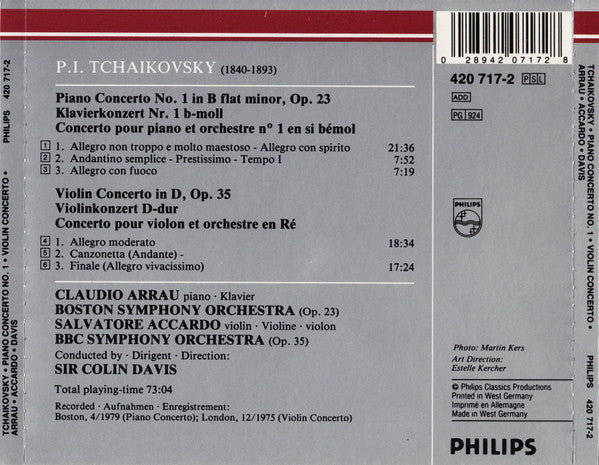 TCHAIKOVSKY • PIANO CONCERTO NO. 1 • VIOLIN CONCERTO •
ARRAU • ACCARDO • DAVIS
PHILIPS
420 717-2
P.I. TCHAIKOVSKY (1840-1893)
Piano Concerto No. 1 in B flat minor, Op. 23
Klavierkonzert Nr. 1 b-moll
Concerto pour piano et orchestre nº 1 en si bémol
1 1. Allegro non troppo e molto maestoso - Allegro con spirito 21:36
2 2. Andantino semplice - Prestissimo - Tempo I 7:52
3 3. Allegro con fuoco 7:19
Violin Concerto in D, Op. 35
Violinkonzert D-dur
Concerto pour violon et orchestre en Ré
4 1. Allegro moderato 18:34
5 2. Canzonetta (Andante) -
6 3. Finale (Allegro vivacissimo) 17:24
CLAUDIO ARRAU piano · Klavier
BOSTON SYMPHONY ORCHESTRA (Op. 23)
SALVATORE ACCARDO violin · Violine · violon
BBC SYMPHONY ORCHESTRA (Op. 35)
Conducted by · Dirigent · Direction:
SIR COLIN DAVIS
Total playing-time 73:04
Recorded · Aufnahmen · Enregistrement:
Boston, 4/1979 (Piano Concerto); London, 12/1975 (Violin Concerto)
0 28942 07172 8
420 717-2 PSL
ADD
PG 924
PHILIPS
Photo: Martin Kers
Art Direction:
Estelle Kercher
℗ Philips Classics Productions
Printed in West Germany
Imprimé en Allemagne
Made in West Germany
PHILIPS
TCHAIKOVSKY • PIANO CONCERTO NO. 1 • VIOLIN CONCERTO •
ARRAU • ACCARDO • DAVIS
PHILIPS
420 717-2